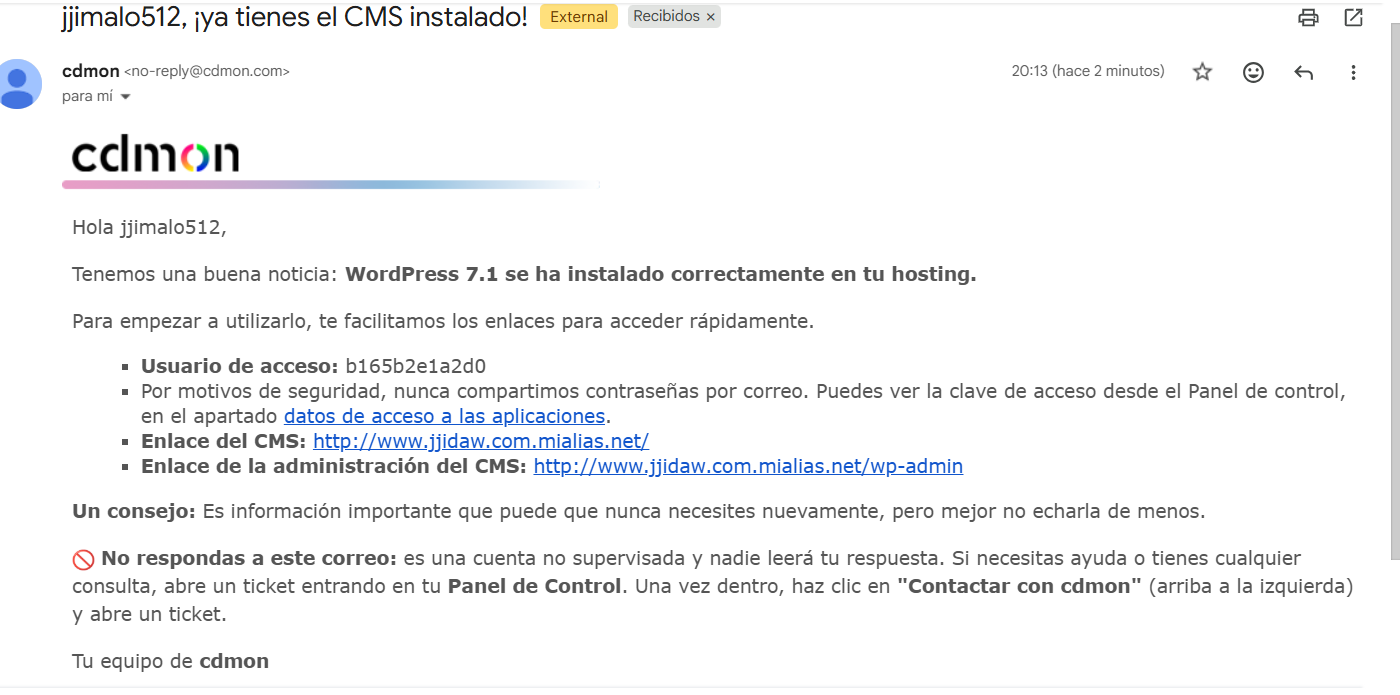 jjimalo512, ¡ya tienes el CMS instalado! External Recibidos ×
cdmon <no-reply@cdmon.com> 20:13 (hace 2 minutos)
para mí
cdmon
Hola jjimalo512,
Tenemos una buena noticia: WordPress 7.1 se ha instalado correctamente en tu hosting.
Para empezar a utilizarlo, te facilitamos los enlaces para acceder rápidamente.
Usuario de acceso: b165b2e1a2d0
Por motivos de seguridad, nunca compartimos contraseñas por correo. Puedes ver la clave de acceso desde el Panel de control,
en el apartado datos de acceso a las aplicaciones.
Enlace del CMS: http://www.jjidaw.com.mialias.net/
Enlace de la administración del CMS: http://www.jjidaw.com.mialias.net/wp-admin
Un consejo: Es información importante que puede que nunca necesites nuevamente, pero mejor no echarla de menos.
🚫 No respondas a este correo: es una cuenta no supervisada y nadie leerá tu respuesta. Si necesitas ayuda o tienes cualquier
consulta, abre un ticket entrando en tu Panel de Control. Una vez dentro, haz clic en "Contactar con cdmon" (arriba a la izquierda)
y abre un ticket.
Tu equipo de cdmon